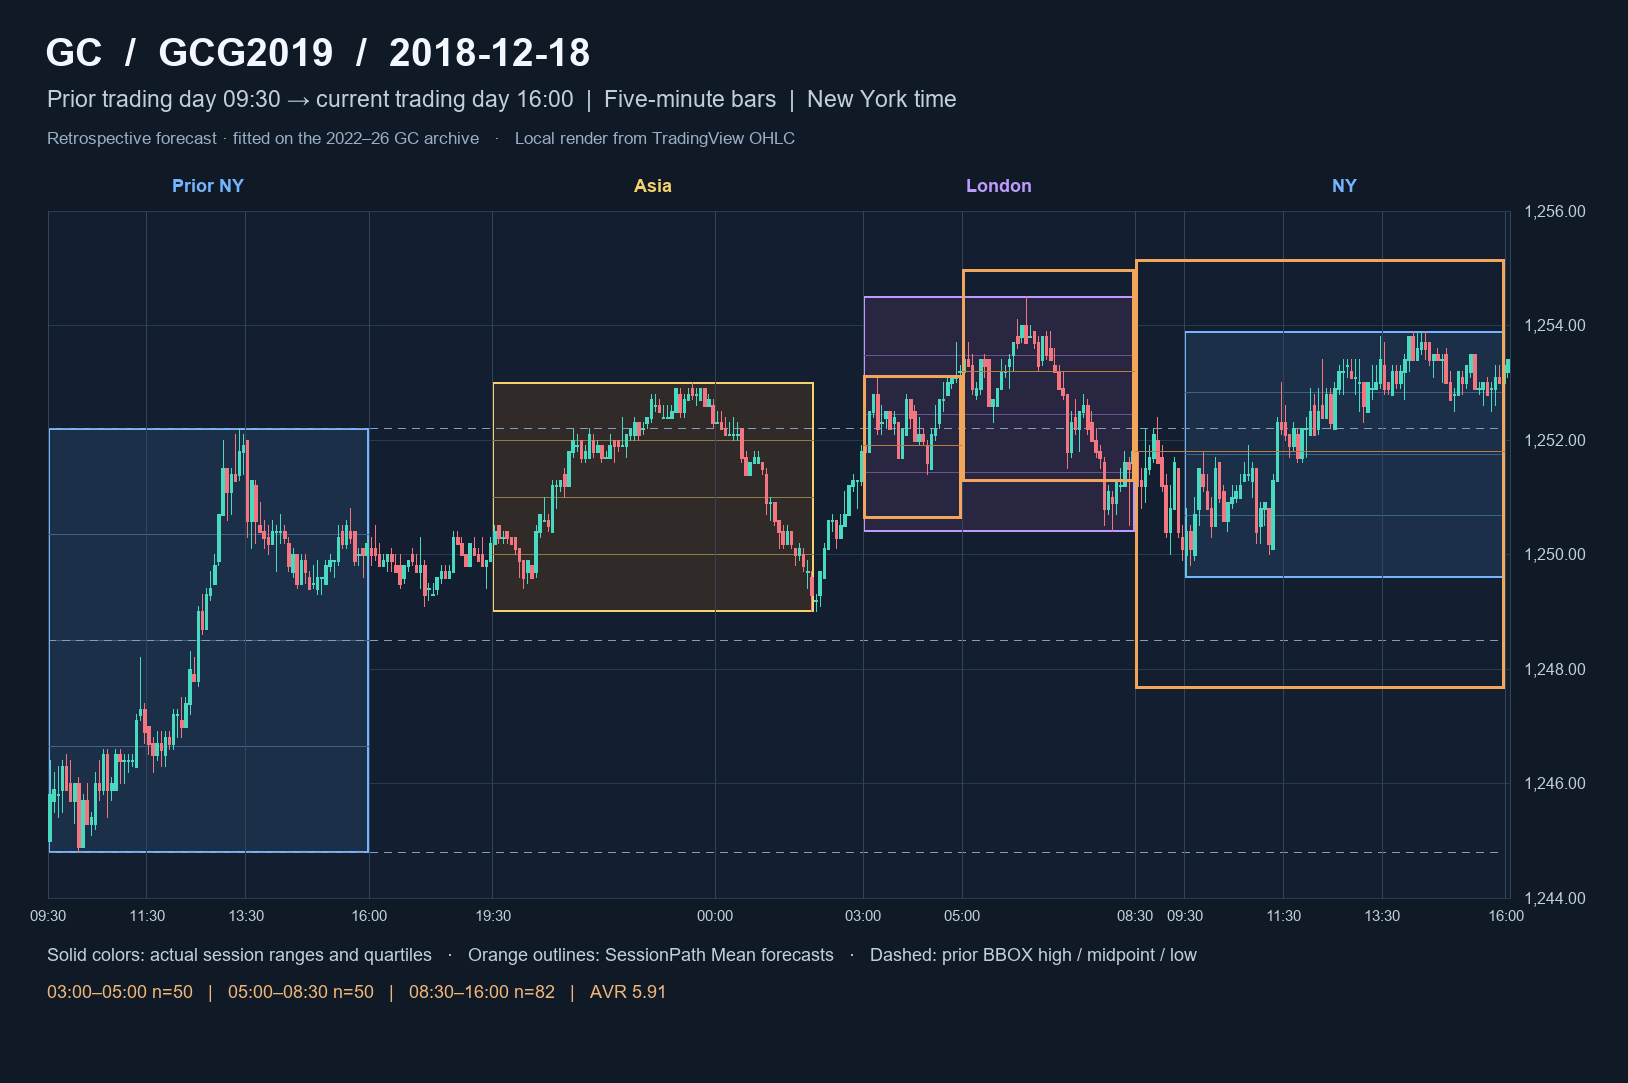 GC / GCG2019 / 2018-12-18
Prior trading day 09:30 → current trading day 16:00 | Five-minute bars | New York time
Retrospective forecast · fitted on the 2022–26 GC archive · Local render from TradingView OHLC
Prior NY Asia London NY
1,256.00
1,254.00
1,252.00
1,250.00
1,248.00
1,246.00
1,244.00
09:30 11:30 13:30 16:00 19:30 00:00 03:00 05:00 08:30 09:30 11:30 13:30 16:00
Solid colors: actual session ranges and quartiles · Orange outlines: SessionPath Mean forecasts · Dashed: prior BBOX high / midpoint / low
03:00–05:00 n=50 | 05:00–08:30 n=50 | 08:30–16:00 n=82 | AVR 5.91